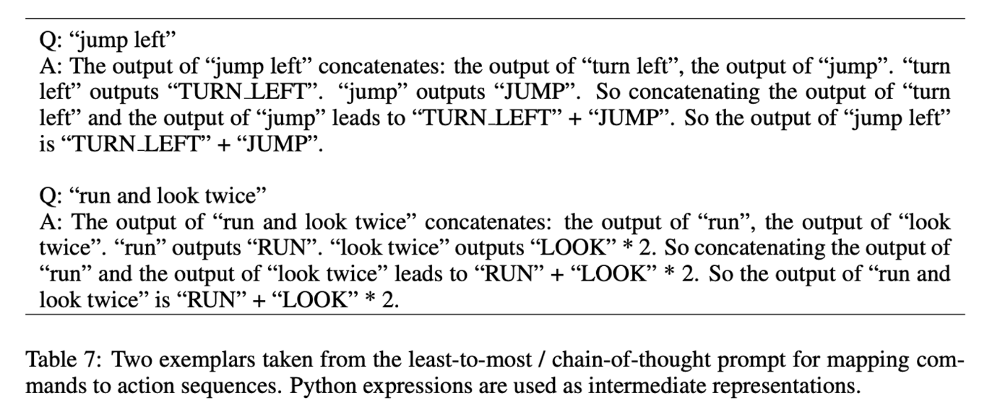 Q: “jump left”
A: The output of “jump left” concatenates: the output of “turn left”, the output of “jump”. “turn
left” outputs “TURN_LEFT”. “jump” outputs “JUMP”. So concatenating the output of “turn
left” and the output of “jump” leads to “TURN_LEFT” + “JUMP”. So the output of “jump left”
is “TURN_LEFT” + “JUMP”.
Q: “run and look twice”
A: The output of “run and look twice” concatenates: the output of “run”, the output of “look
twice”. “run” outputs “RUN”. “look twice” outputs “LOOK” * 2. So concatenating the output of
“run” and the output of “look twice” leads to “RUN” + “LOOK” * 2. So the output of “run and
look twice” is “RUN” + “LOOK” * 2.
Table 7: Two exemplars taken from the least-to-most / chain-of-thought prompt for mapping com-
mands to action sequences. Python expressions are used as intermediate representations.